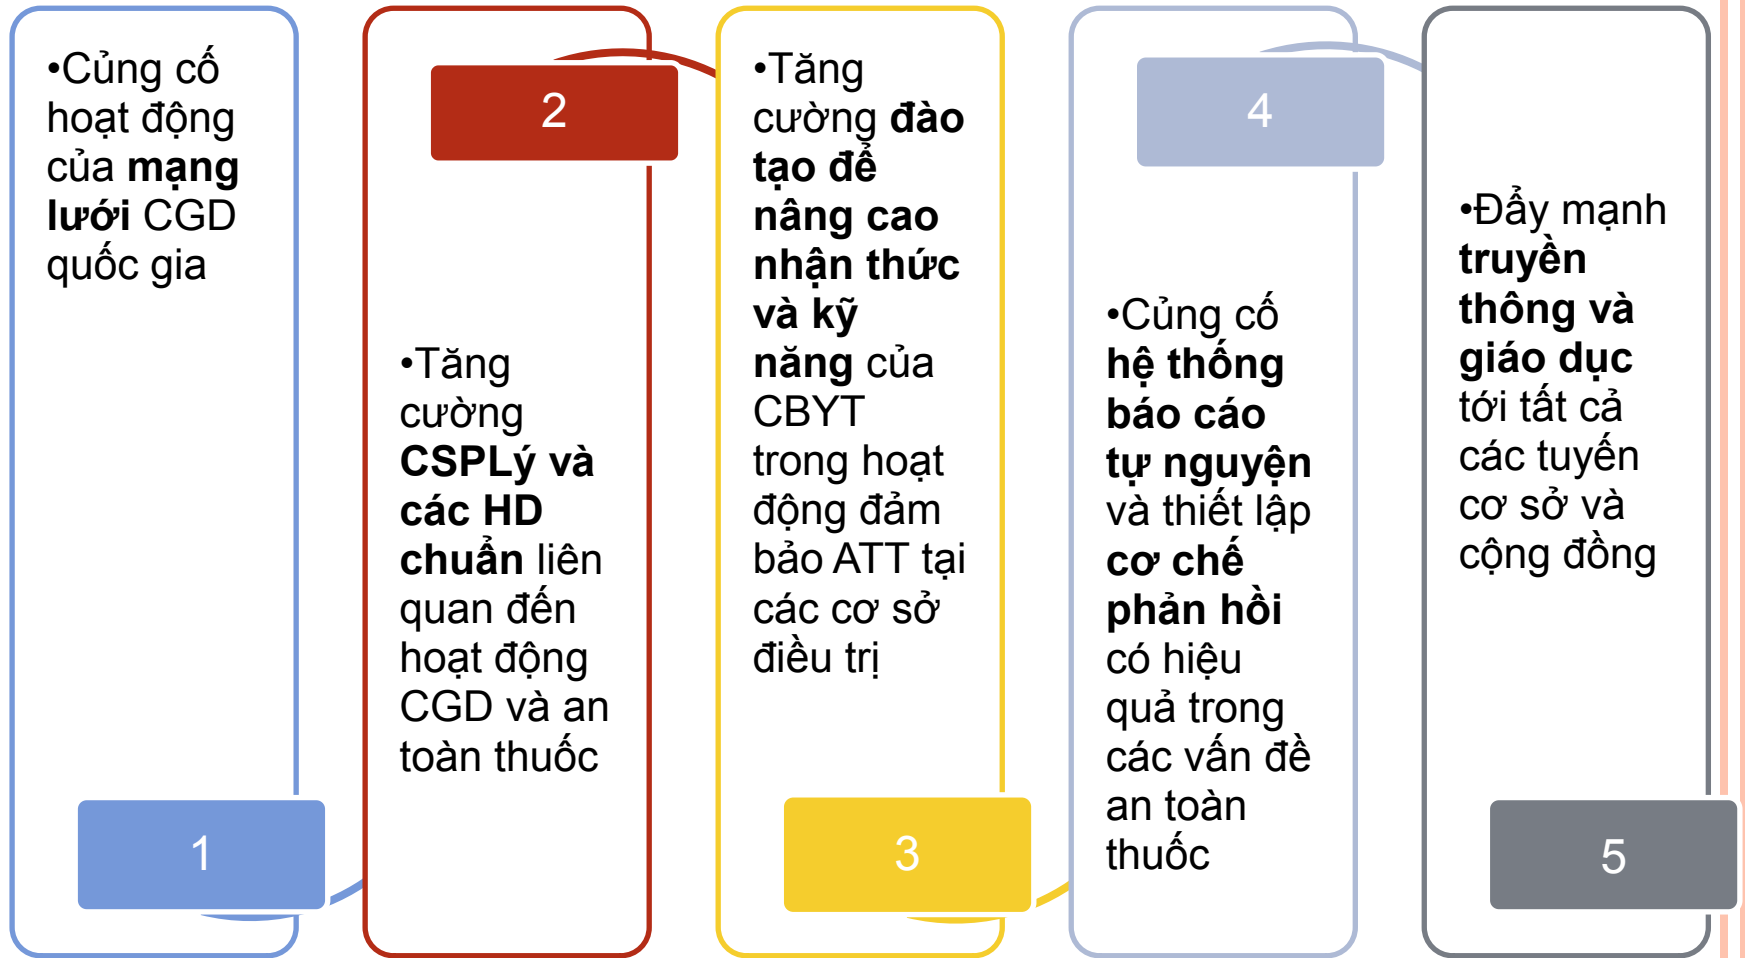 •Củng cố
hoạt động
của mạng
lưới CGD
quốc gia
1
2
•Tăng
cường
CSPLý và
các HD
chuẩn liên
quan đến
hoạt động
CGD và an
toàn thuốc
•Tăng
cường đào
tạo để
nâng cao
nhận thức
và kỹ
năng của
CBYT
trong hoạt
động đảm
bảo ATT tại
các cơ sở
điều trị
3
4
•Củng cố
hệ thống
báo cáo
tự nguyện
và thiết lập
cơ chế
phản hồi
có hiệu
quả trong
các vấn đề
an toàn
thuốc
•Đẩy mạnh
truyền
thông và
giáo dục
tới tất cả
các tuyến
cơ sở và
cộng đồng
5